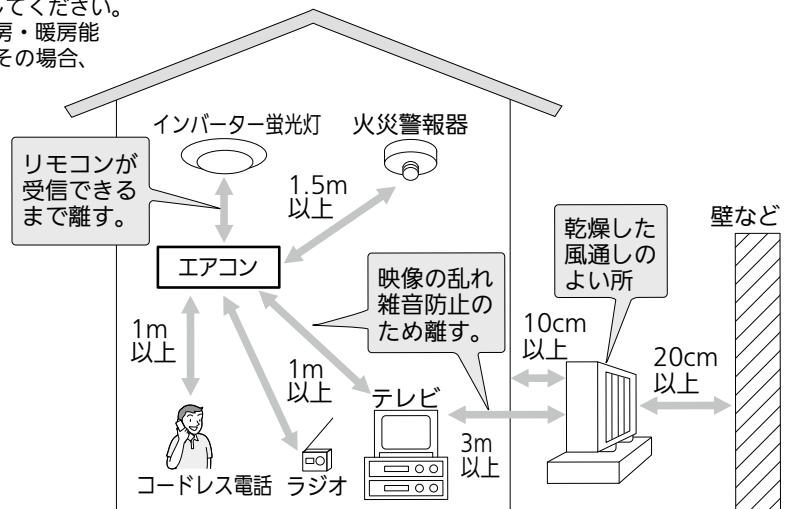 してください。
房・暖房能
その場合、
インバーター蛍光灯
火災警報器
リモコンが
受信できる
まで離す。
1.5m
以上
エアコン
乾燥した
風通しの
よい所
壁など
映像の乱れ
雑音防止の
ため離す。
1m
以上
1m
以上
10cm
以上
20cm
以上
テレビ
3m
以上
コードレス電話
ラジオ